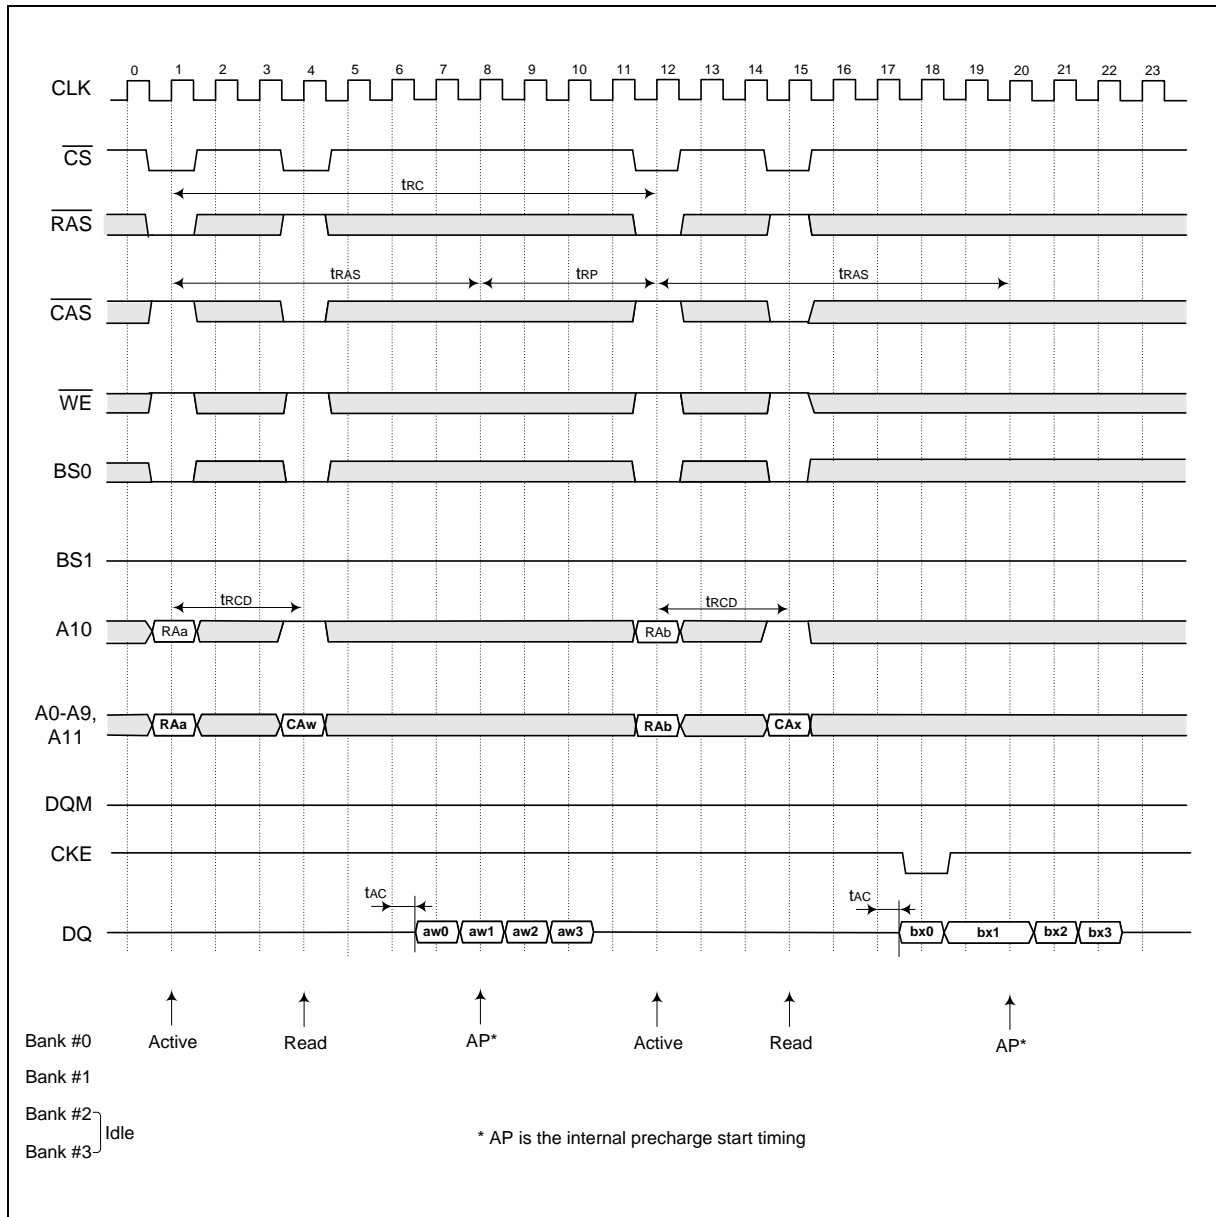 0 1 2 3 4 5 6 7 8 9 10 11 12 13 14 15 16 17 18 19 20 21 22 23
CLK
CS
tRC
RAS
tRAS tRP tRAS
CAS
WE
BS0
BS1
tRCD tRCD
A10 RAa RAb
A0-A9,
A11
RAa CAw RAb CAx
DQM
CKE
tAC tAC
DQ aw0 aw1 aw2 aw3 bx0 bx1 bx2 bx3
Bank #0 Active Read AP* Active Read AP*
Bank #1
Bank #2
Idle
Bank #3
* AP is the internal precharge start timing